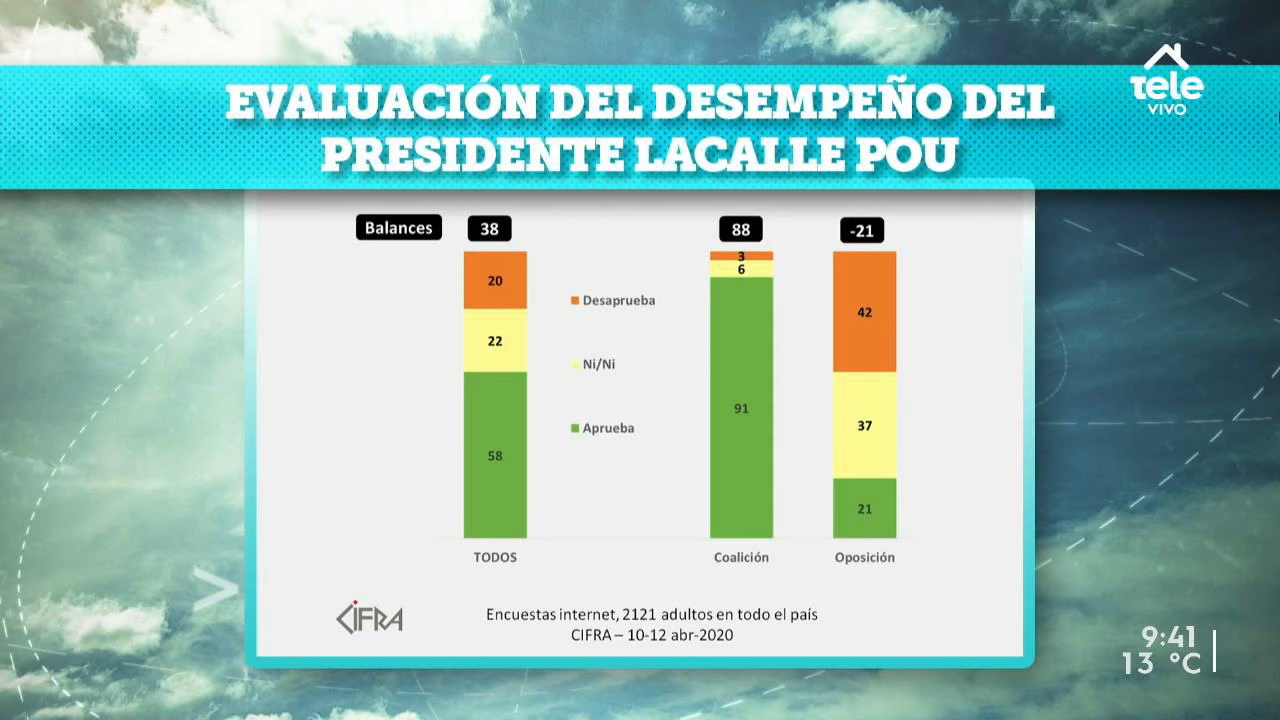 EVALUACIÓN DEL DESEMPEÑO DEL
PRESIDENTE LACALLE POU
tele
VIVO
Balances
38
88
-21
20
22
58
Desaprueba
Ni/Ni
Aprueba
3
6
91
42
37
21
TODOS
Coalición
Oposición
CIFRA
Encuestas internet, 2121 adultos en todo el país
CIFRA – 10-12 abr-2020
9:41
13 °C